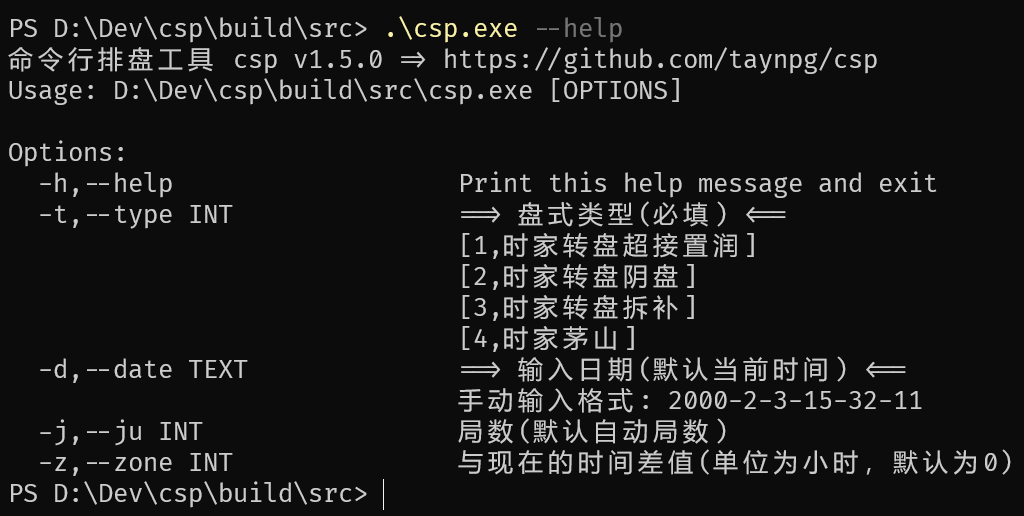 PS D:\Dev\csp\build\src> .\csp.exe --help
命令行排盘工具 csp v1.5.0 => https://github.com/taynpg/csp
Usage: D:\Dev\csp\build\src\csp.exe [OPTIONS]
Options:
-h,--help Print this help message and exit
-t,--type INT ==> 盘式类型(必填) <==
[1,时家转盘超接置润]
[2,时家转盘阴盘]
[3,时家转盘拆补]
[4,时家茅山]
-d,--date TEXT ==> 输入日期(默认当前时间) <==
手动输入格式: 2000-2-3-15-32-11
-j,--ju INT 局数(默认自动局数)
-z,--zone INT 与现在的时间差值(单位为小时, 默认为0)
PS D:\Dev\csp\build\src>